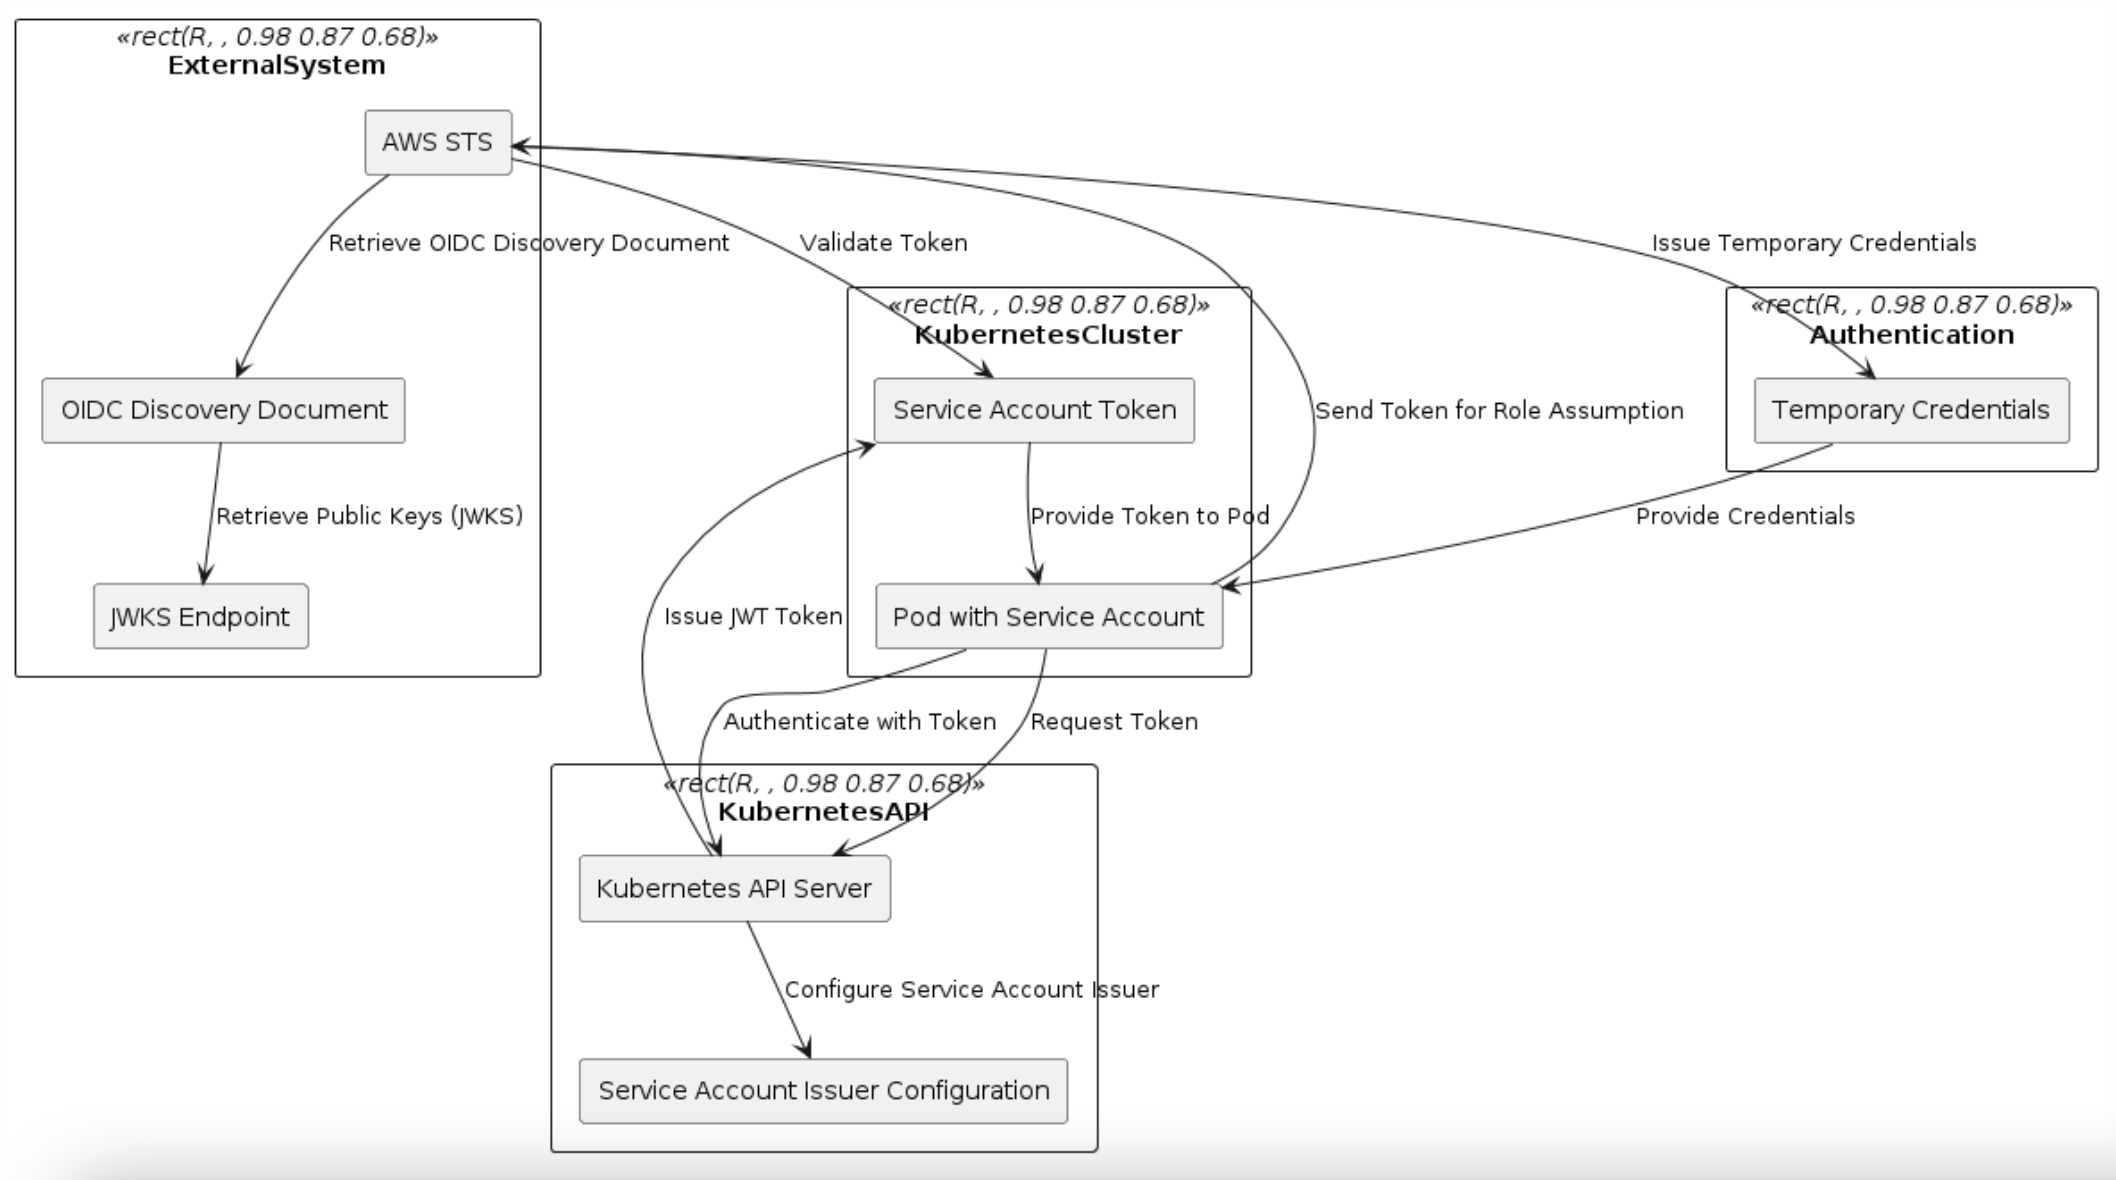 «rect(R, , 0.98 0.87 0.68)»
ExternalSystem
AWS STS
Retrieve OIDC Discovery Document
Validate Token
Issue Temporary Credentials
«rect(R, , 0.98 0.87 0.68)»
KubernetesCluster
«rect(R, , 0.98 0.87 0.68)»
Authentication
OIDC Discovery Document
Service Account Token
Send Token for Role Assumption
Temporary Credentials
Retrieve Public Keys (JWKS)
Provide Token to Pod
Provide Credentials
JWKS Endpoint
Issue JWT Token
Pod with Service Account
Authenticate with Token
Request Token
«rect(R, , 0.98 0.87 0.68)»
KubernetesAPI
Kubernetes API Server
Configure Service Account Issuer
Service Account Issuer Configuration